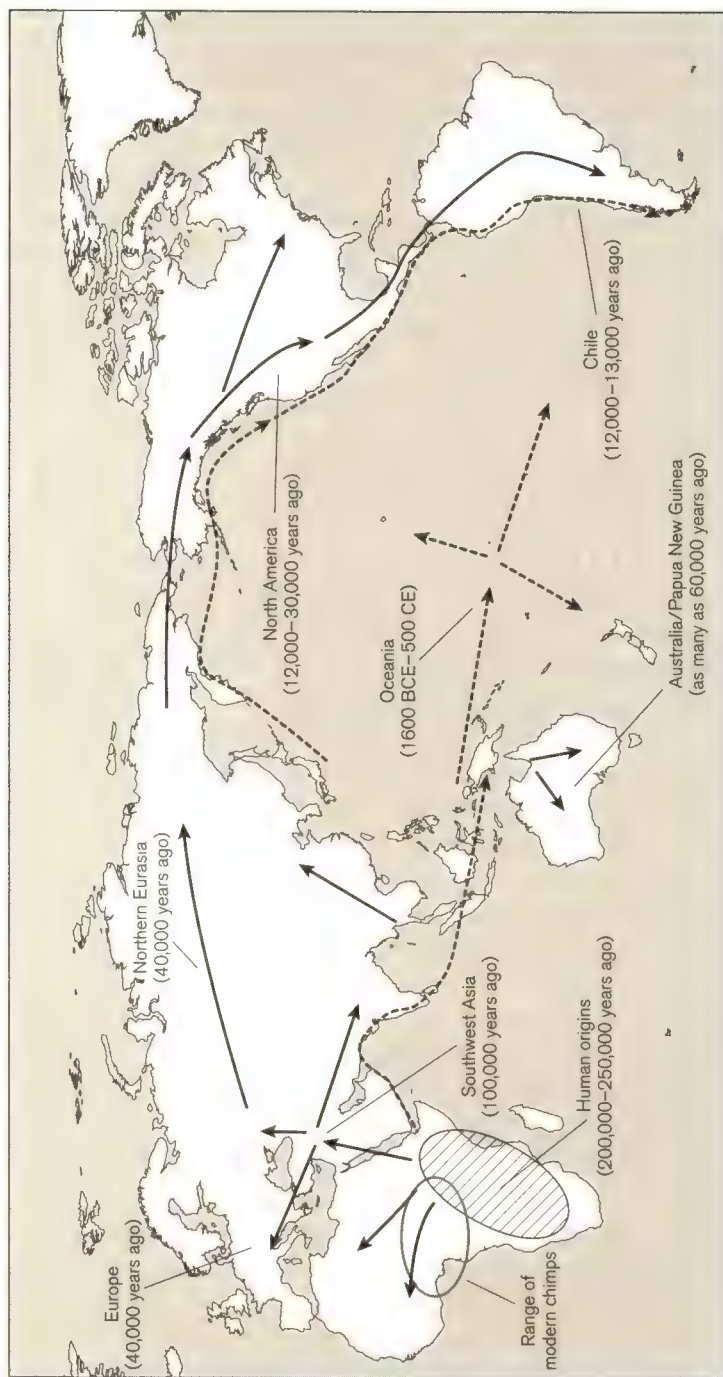 Europe
(40,000 years ago)
Northern Eurasia
(40,000 years ago)
North America
(12,000–30,000 years ago)
Southwest Asia
(100,000 years ago)
Oceania
(1600 BCE–500 CE)
Chile
(12,000–13,000 years ago)
Range of
modern chimps
Human origins
(200,000–250,000 years ago)
Australia/Papua New Guinea
(as many as 60,000 years ago)